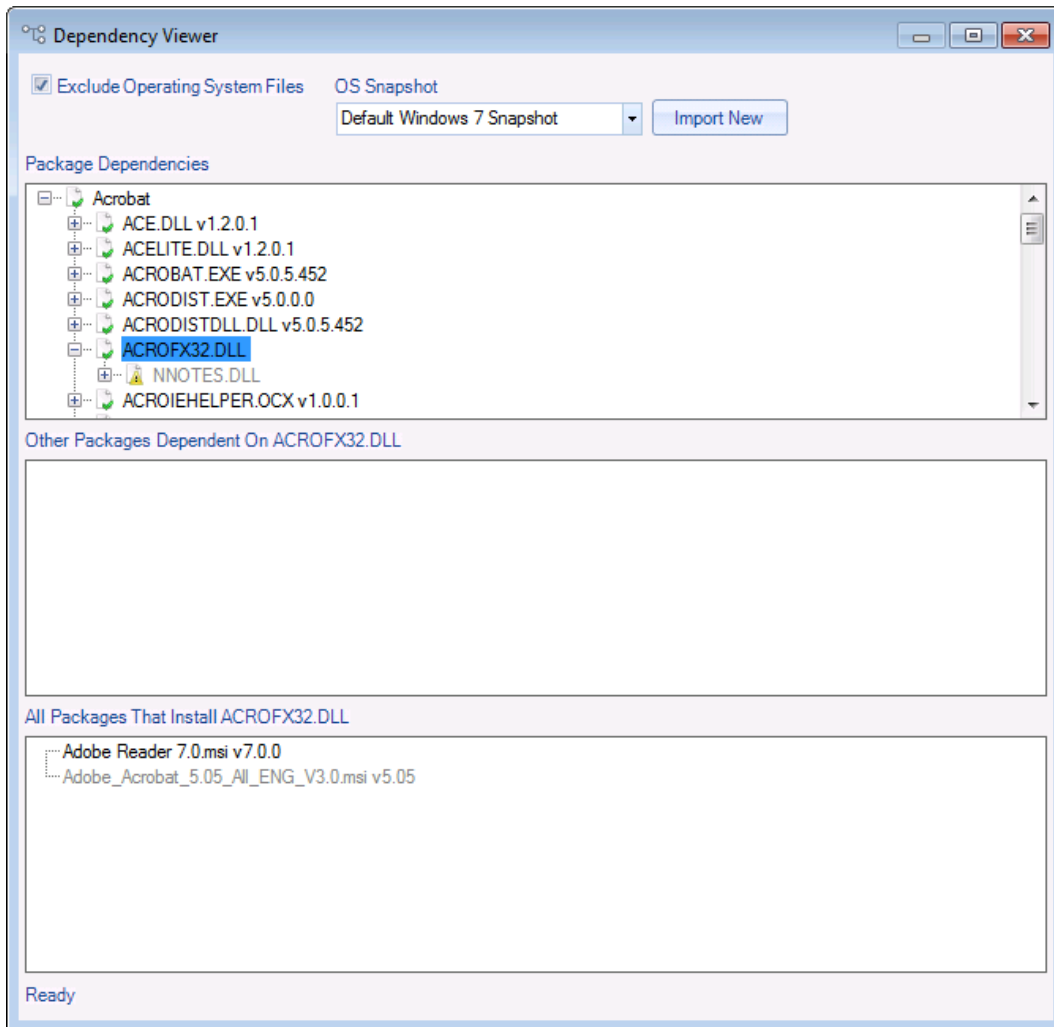 Dependency Viewer
Exclude Operating System Files OS Snapshot
Default Windows 7 Snapshot Import New
Package Dependencies
Acrobat
ACE.DLL v1.2.0.1
ACELITE.DLL v1.2.0.1
ACROBAT.EXE v5.0.5.452
ACRODIST.EXE v5.0.0.0
ACRODISTDLL.DLL v5.0.5.452
ACROFX32.DLL
NNOTES.DLL
ACROIEHELPER.OCX v1.0.0.1
Other Packages Dependent On ACROFX32.DLL
All Packages That Install ACROFX32.DLL
Adobe Reader 7.0.msi v7.0.0
Adobe_Acrobat_5.05_All_ENG_V3.0.msi v5.05
Ready